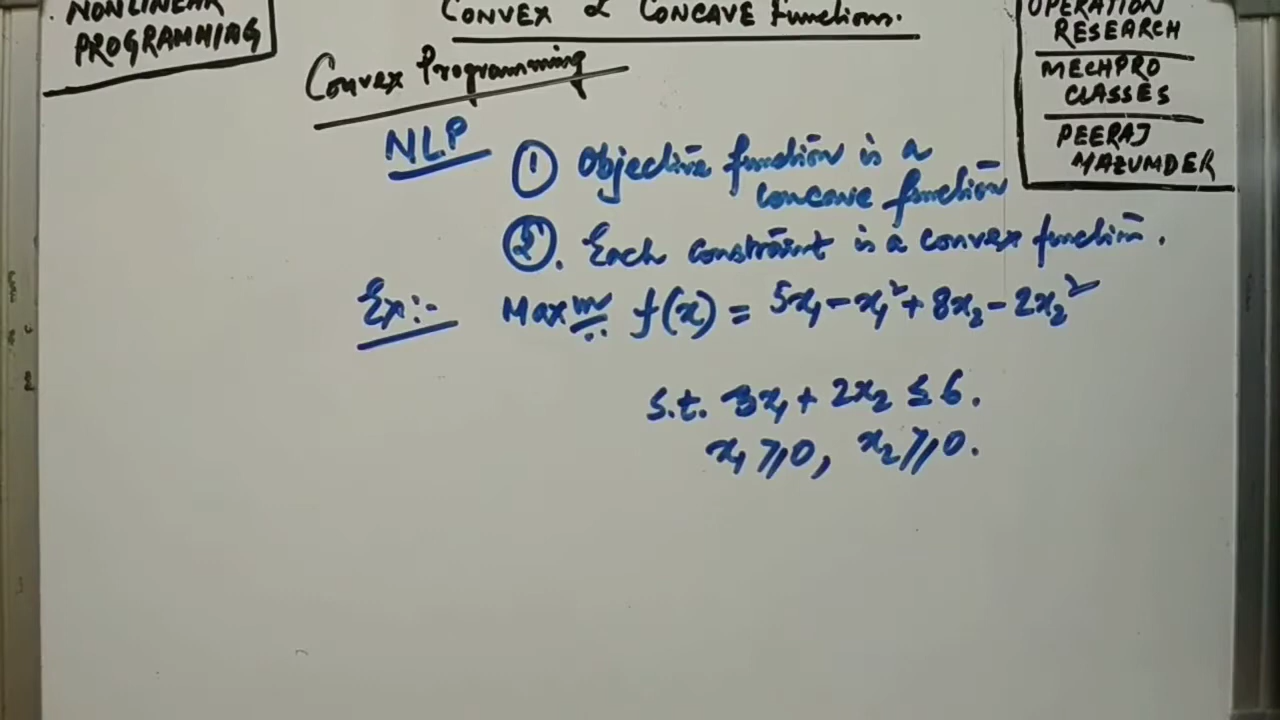 . NONLINEAR
PROGRAMMING
CONVEX & CONCAVE Functions.
OPERATION
RESEARCH
MECHPRO
CLASSES
PEERAJ
MAZUMDER
Convex Programming
NLP
① Objective function is a
concave function
②. Each constraint is a convex function.
Ex:- Maxm f(x) = 5x₁ - x₁² + 8x₂ - 2x₂²
s.t. 3x₁ + 2x₂ ≤ 6.
x₁ ≥ 0, x₂ ≥ 0.